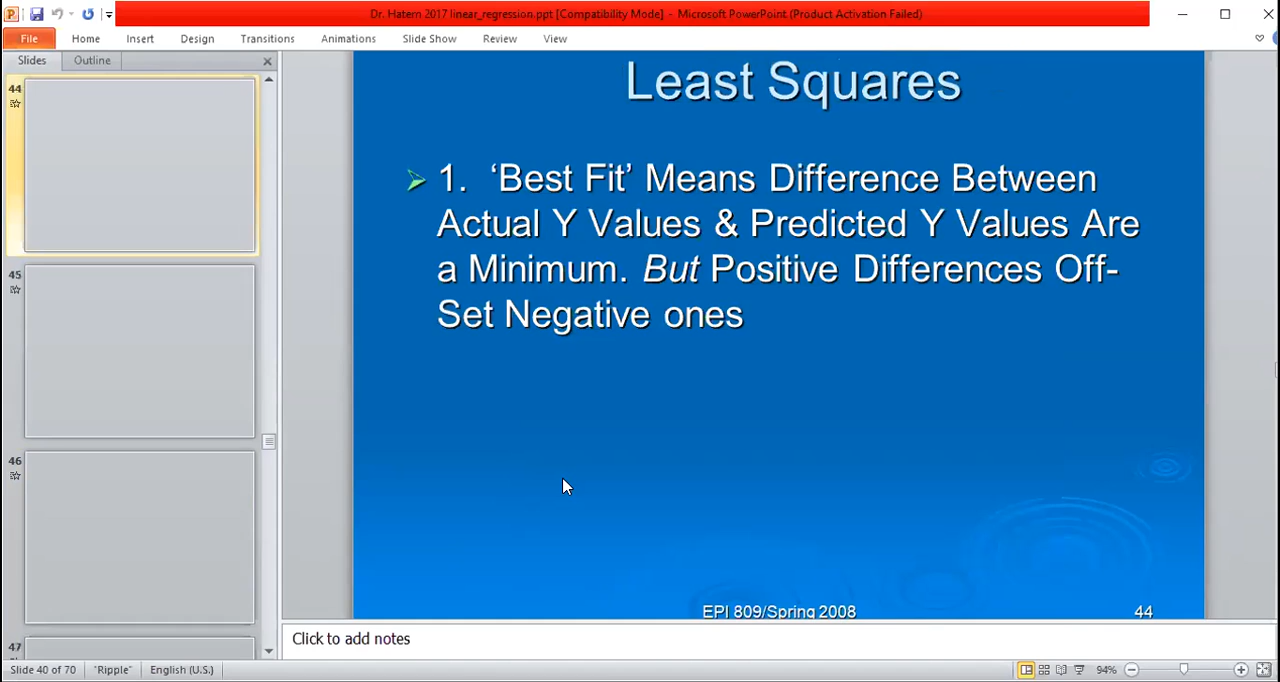 Dr. Hatem 2017 linear_regression.ppt [Compatibility Mode] - Microsoft PowerPoint (Product Activation Failed)
File Home Insert Design Transitions Animations Slide Show Review View
Slides Outline
44
45
46
47
Least Squares
1. ‘Best Fit’ Means Difference Between
Actual Y Values & Predicted Y Values Are
a Minimum. But Positive Differences Off-
Set Negative ones
EPI 809/Spring 2008 44
Click to add notes
Slide 40 of 70 "Ripple" English (U.S.) 94%